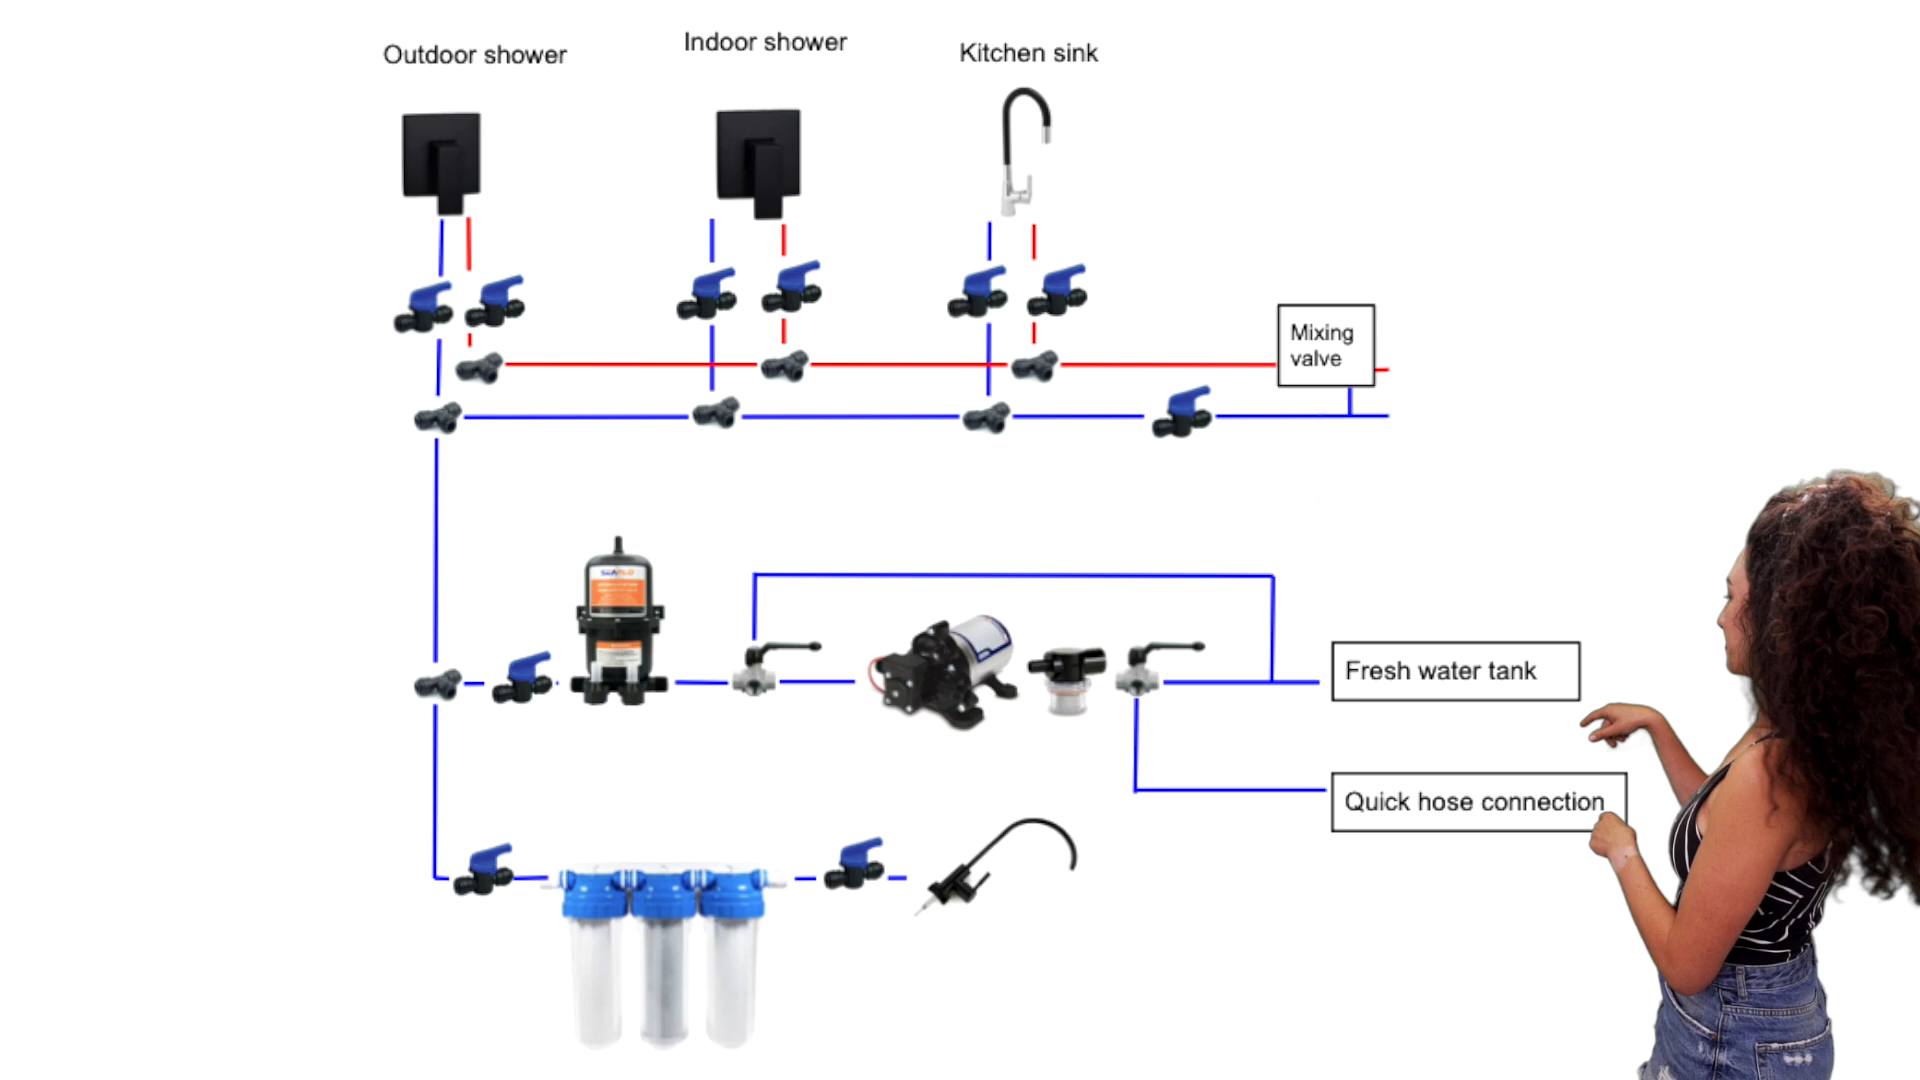 Outdoor shower
Indoor shower
Kitchen sink
Mixing
valve
Fresh water tank
Quick hose connection